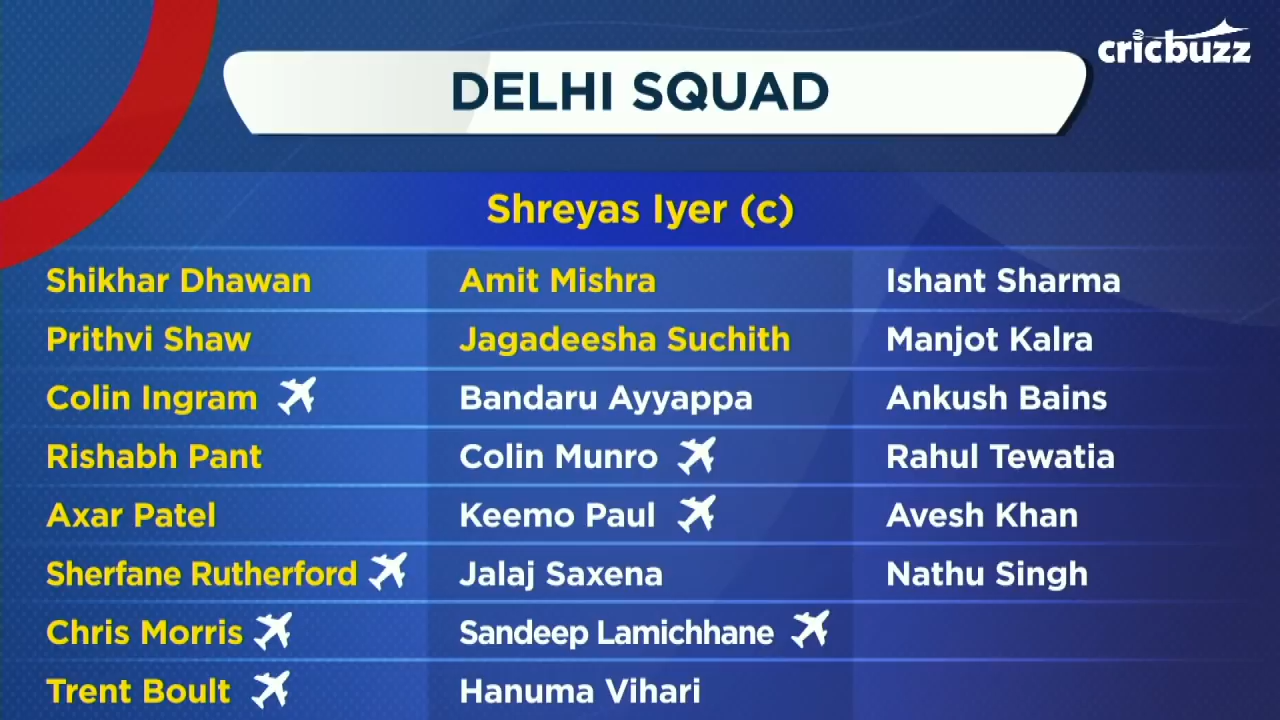 cricbuzz
DELHI SQUAD
Shreyas Iyer (c)
Shikhar Dhawan
Prithvi Shaw
Colin Ingram
Rishabh Pant
Axar Patel
Sherfane Rutherford
Chris Morris
Trent Boult
Amit Mishra
Jagadeesha Suchith
Bandaru Ayyappa
Colin Munro
Keemo Paul
Jalaj Saxena
Sandeep Lamichhane
Hanuma Vihari
Ishant Sharma
Manjot Kalra
Ankush Bains
Rahul Tewatia
Avesh Khan
Nathu Singh